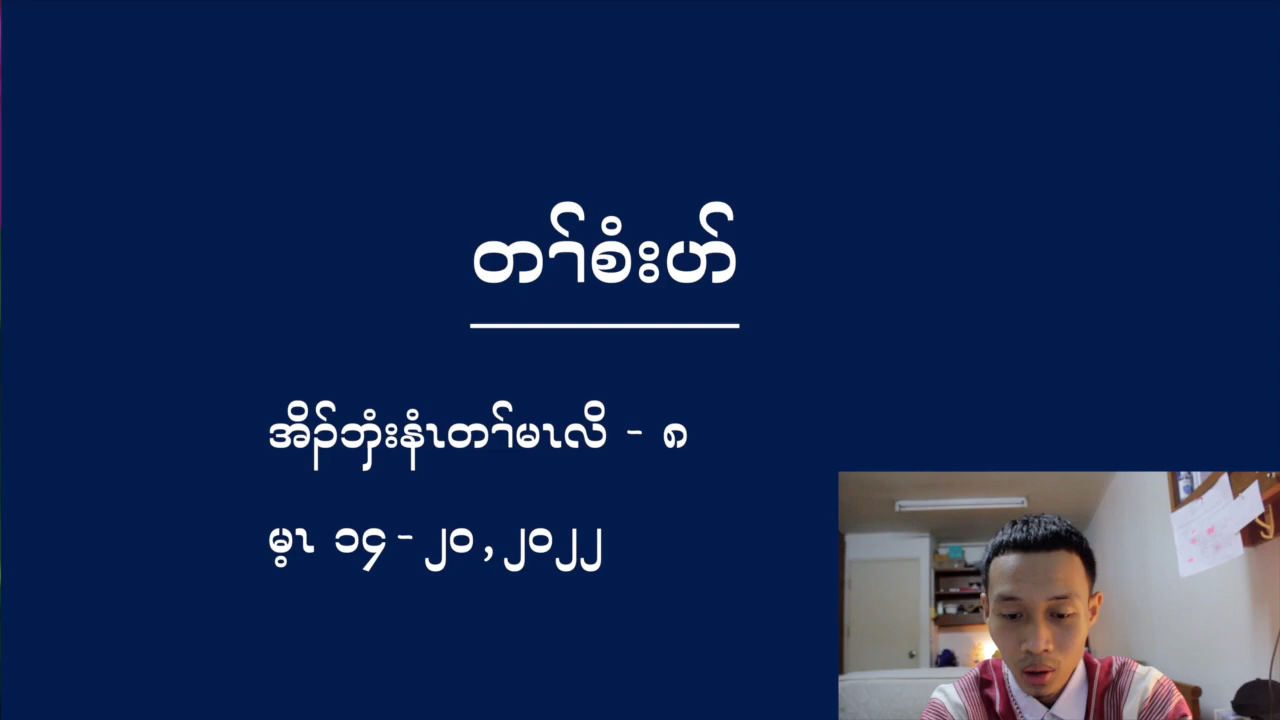 တၢ်စံးဟ်
အိၣ်ဘှံးနံၤတၢ်မၤလိ - ၈
မ့ၤ ၁၄ - ၂၀ , ၂၀၂၂